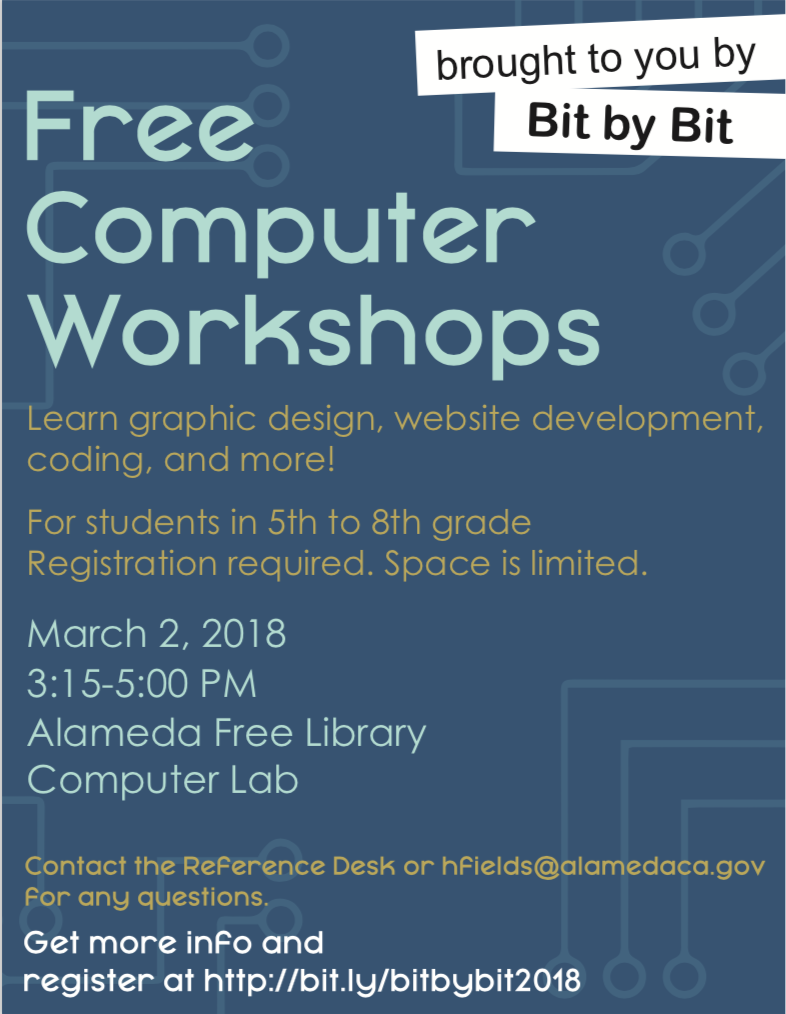 brought to you by
Bit by Bit
Free
Computer
Workshops
Learn graphic design, website development,
coding, and more!
For students in 5th to 8th grade
Registration required. Space is limited.
March 2, 2018
3:15-5:00 PM
Alameda Free Library
Computer Lab
Contact the Reference Desk or hfields@alamedaca.gov
for any questions.
Get more info and
register at http://bit.ly/bitbybit2018